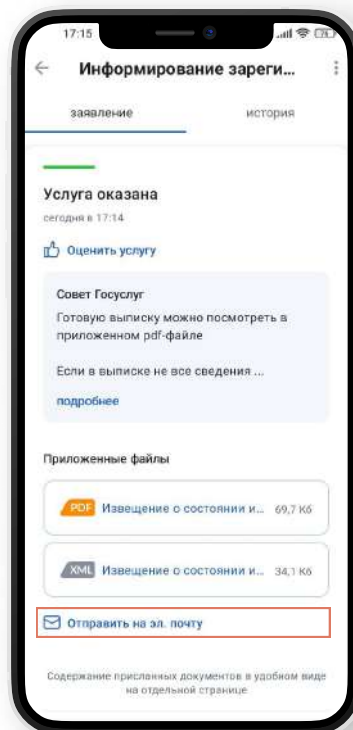 17:15
Информирование зареги...
заявление
история
Услуга оказана
сегодня в 17:14
Оценить услугу
Совет Госуслуг
Готовую выписку можно посмотреть в
приложенном pdf-файле
Если в выписке не все сведения ...
подробнее
Приложенные файлы
PDF Извещение о состоянии и... 69,7 Кб
XML Извещение о состоянии и... 34,1 Кб
Отправить на эл. почту
Содержание присланных документов в удобном виде
на отдельной странице